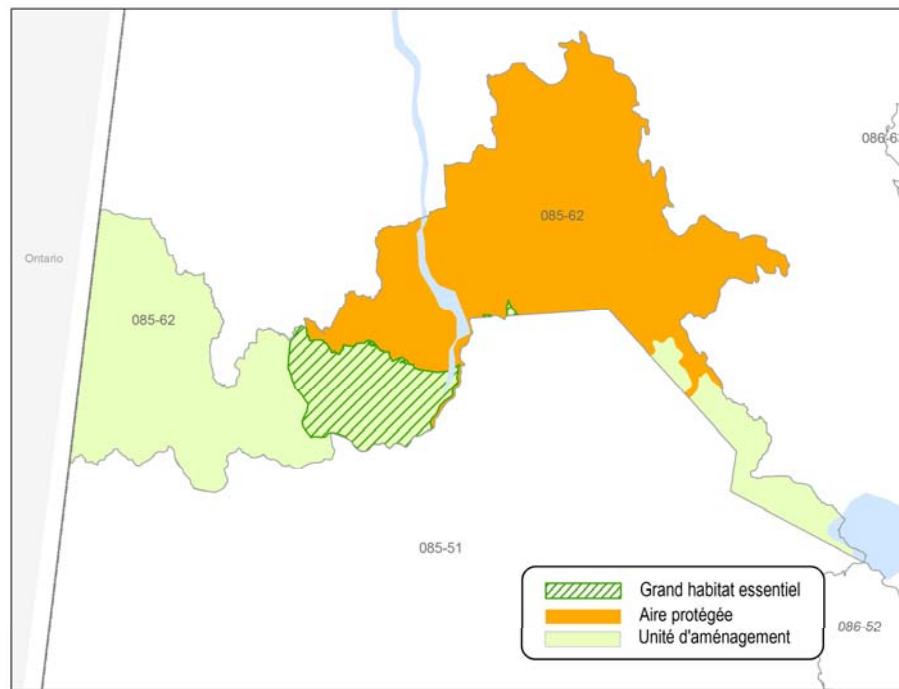 086-6
085-62
Ontario
085-62
085-51
Grand habitat essentiel
Aire protégée
Unité d'aménagement
086-52